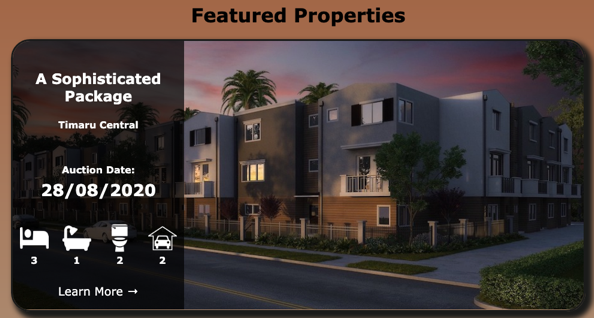 Featured Properties
A Sophisticated
Package
Timaru Central
Auction Date:
28/08/2020
3 1 2 2
Learn More →